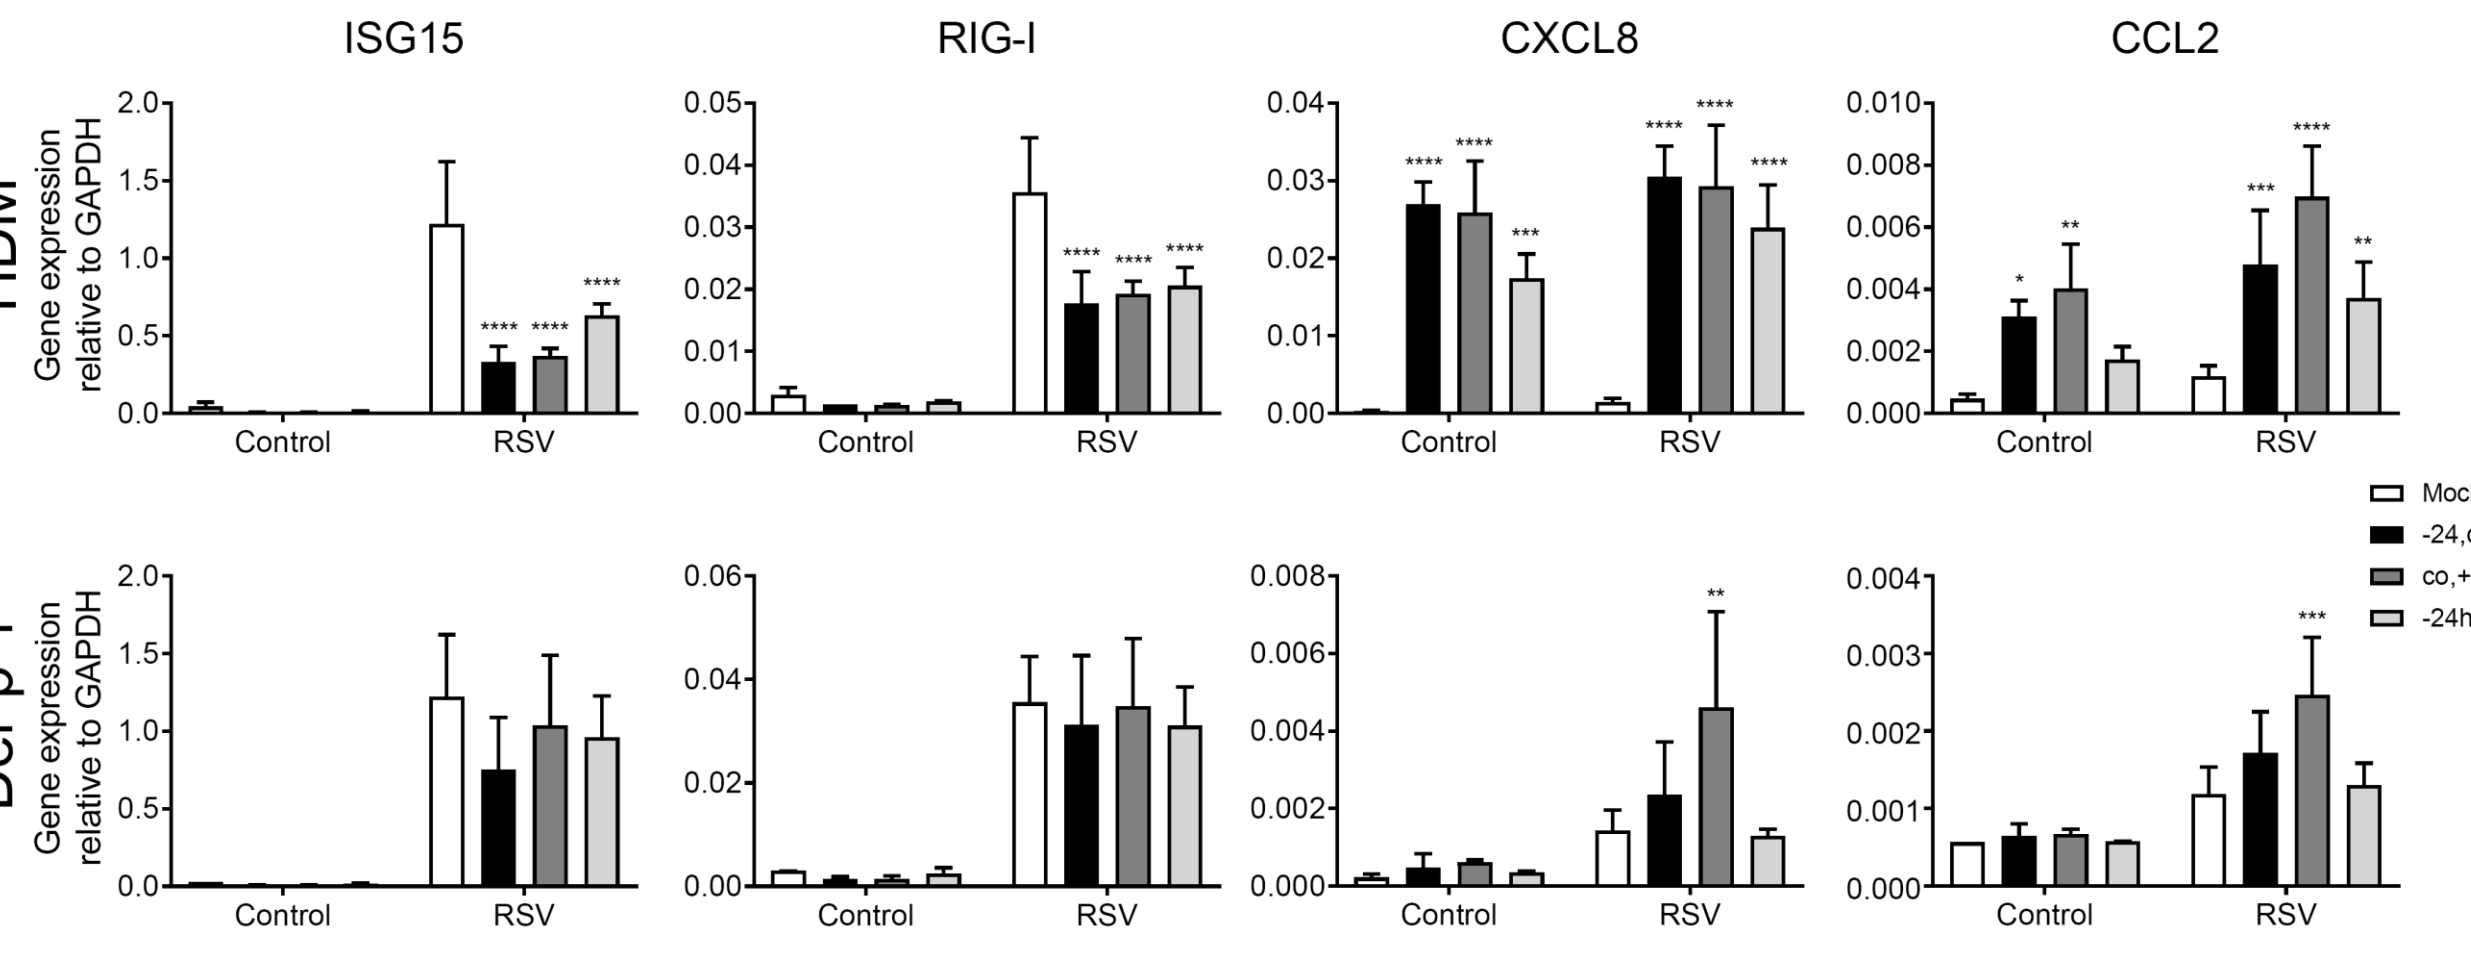 ISG15 RIG-I CXCL8 CCL2
Gene expression
relative to GAPDH
2.0 1.5 1.0 0.5 0.0
**** **** ****
Control RSV
0.05 0.04 0.03 0.02 0.01 0.00
**** **** ****
Control RSV
0.04 0.03 0.02 0.01 0.00
**** **** *** **** **** ****
Control RSV
0.010 0.008 0.006 0.004 0.002 0.000
* ** *** **** **
Control RSV
Gene expression
relative to GAPDH
2.0 1.5 1.0 0.5 0.0
Control RSV
0.06 0.04 0.02 0.00
Control RSV
0.008 0.006 0.004 0.002 0.000
**
Control RSV
0.004 0.003 0.002 0.001 0.000
***
Control RSV
-24h